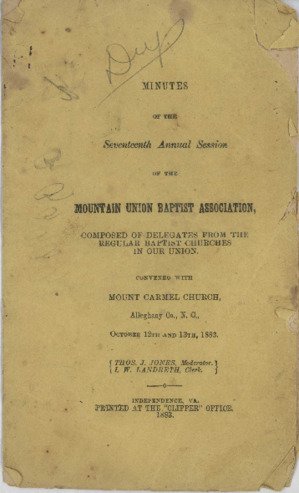 Dup.
MINUTES
OF THE
Seventeenth Annual Session
OF THE
MOUNTAIN UNION BAPTIST ASSOCIATION,
COMPOSED OF DELEGATES FROM THE
REGULAR BAPTIST CHURCHES
IN OUR UNION.
CONVENED WITH
MOUNT CARMEL CHURCH,
Alleghany Co., N. C.,
OCTOBER 12TH AND 13TH, 1883.
THOS. J. JONES, Moderator.
I. W. LANDRETH, Clerk.
INDEPENDENCE, VA.
PRINTED AT THE "CLIPPER" OFFICE.
1883.